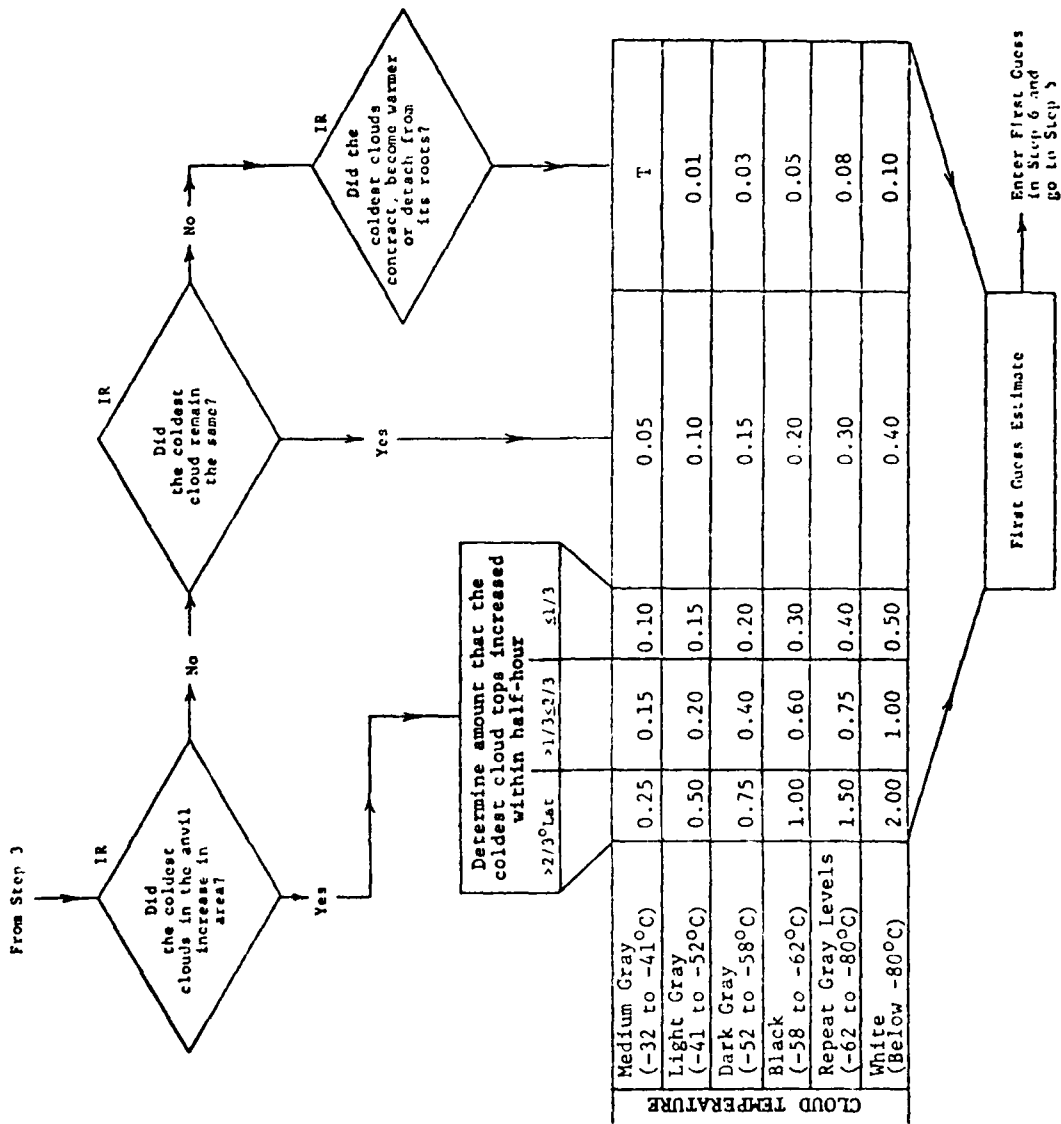 From Step 3
IR
Did
the coldest
clouds in the anvil
increase in
area?
No
Yes
IR
Did
the coldest
cloud remain
the same?
No
Yes
IR
Did the
coldest clouds
contract, become warmer
or detach from
its roots?
Determine amount that the
coldest cloud tops increased
within half-hour
>2/3°Lat >1/3≤2/3 ≤1/3
CLOUD TEMPERATURE
Medium Gray
(-32 to -41°C) 0.25 0.15 0.10 0.05 T
Light Gray
(-41 to -52°C) 0.50 0.20 0.15 0.10 0.01
Dark Gray
(-52 to -58°C) 0.75 0.40 0.20 0.15 0.03
Black
(-58 to -62°C) 1.00 0.60 0.30 0.20 0.05
Repeat Gray Levels
(-62 to -80°C) 1.50 0.75 0.40 0.30 0.08
White
(Below -80°C) 2.00 1.00 0.50 0.40 0.10
First Guess Estimate
Enter First Guess
in Step 6 and
go to Step 5